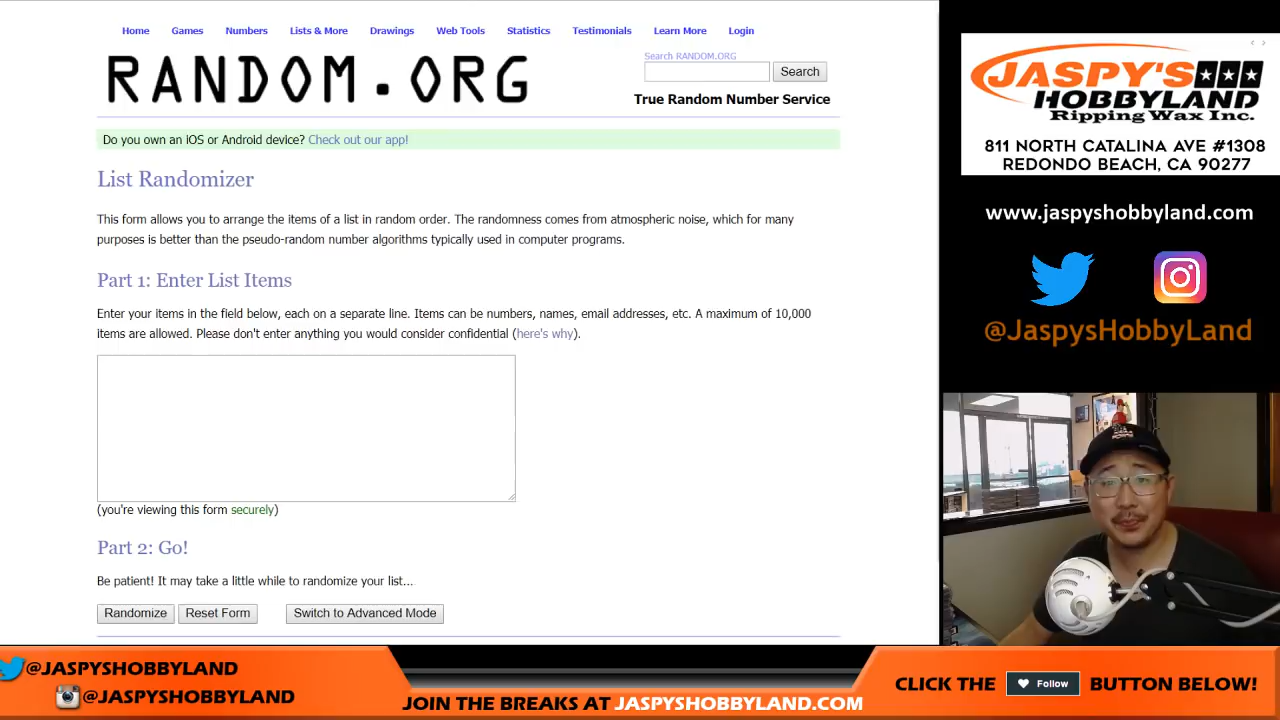 Home Games Numbers Lists & More Drawings Web Tools Statistics Testimonials Learn More Login
RANDOM.ORG
Search RANDOM.ORG
Search
True Random Number Service
Do you own an iOS or Android device? Check out our app!
List Randomizer
This form allows you to arrange the items of a list in random order. The randomness comes from atmospheric noise, which for many
purposes is better than the pseudo-random number algorithms typically used in computer programs.
Part 1: Enter List Items
Enter your items in the field below, each on a separate line. Items can be numbers, names, email addresses, etc. A maximum of 10,000
items are allowed. Please don't enter anything you would consider confidential (here's why).
(you're viewing this form securely)
Part 2: Go!
Be patient! It may take a little while to randomize your list...
Randomize Reset Form Switch to Advanced Mode
JASPY'S
HOBBYLAND
Ripping Wax Inc.
811 NORTH CATALINA AVE #1308
REDONDO BEACH, CA 90277
www.jaspyshobbyland.com
@JaspysHobbyLand
@JASPYSHOBBYLAND
@JASPYSHOBBYLAND
JOIN THE BREAKS AT JASPYSHOBBYLAND.COM
CLICK THE Follow BUTTON BELOW!